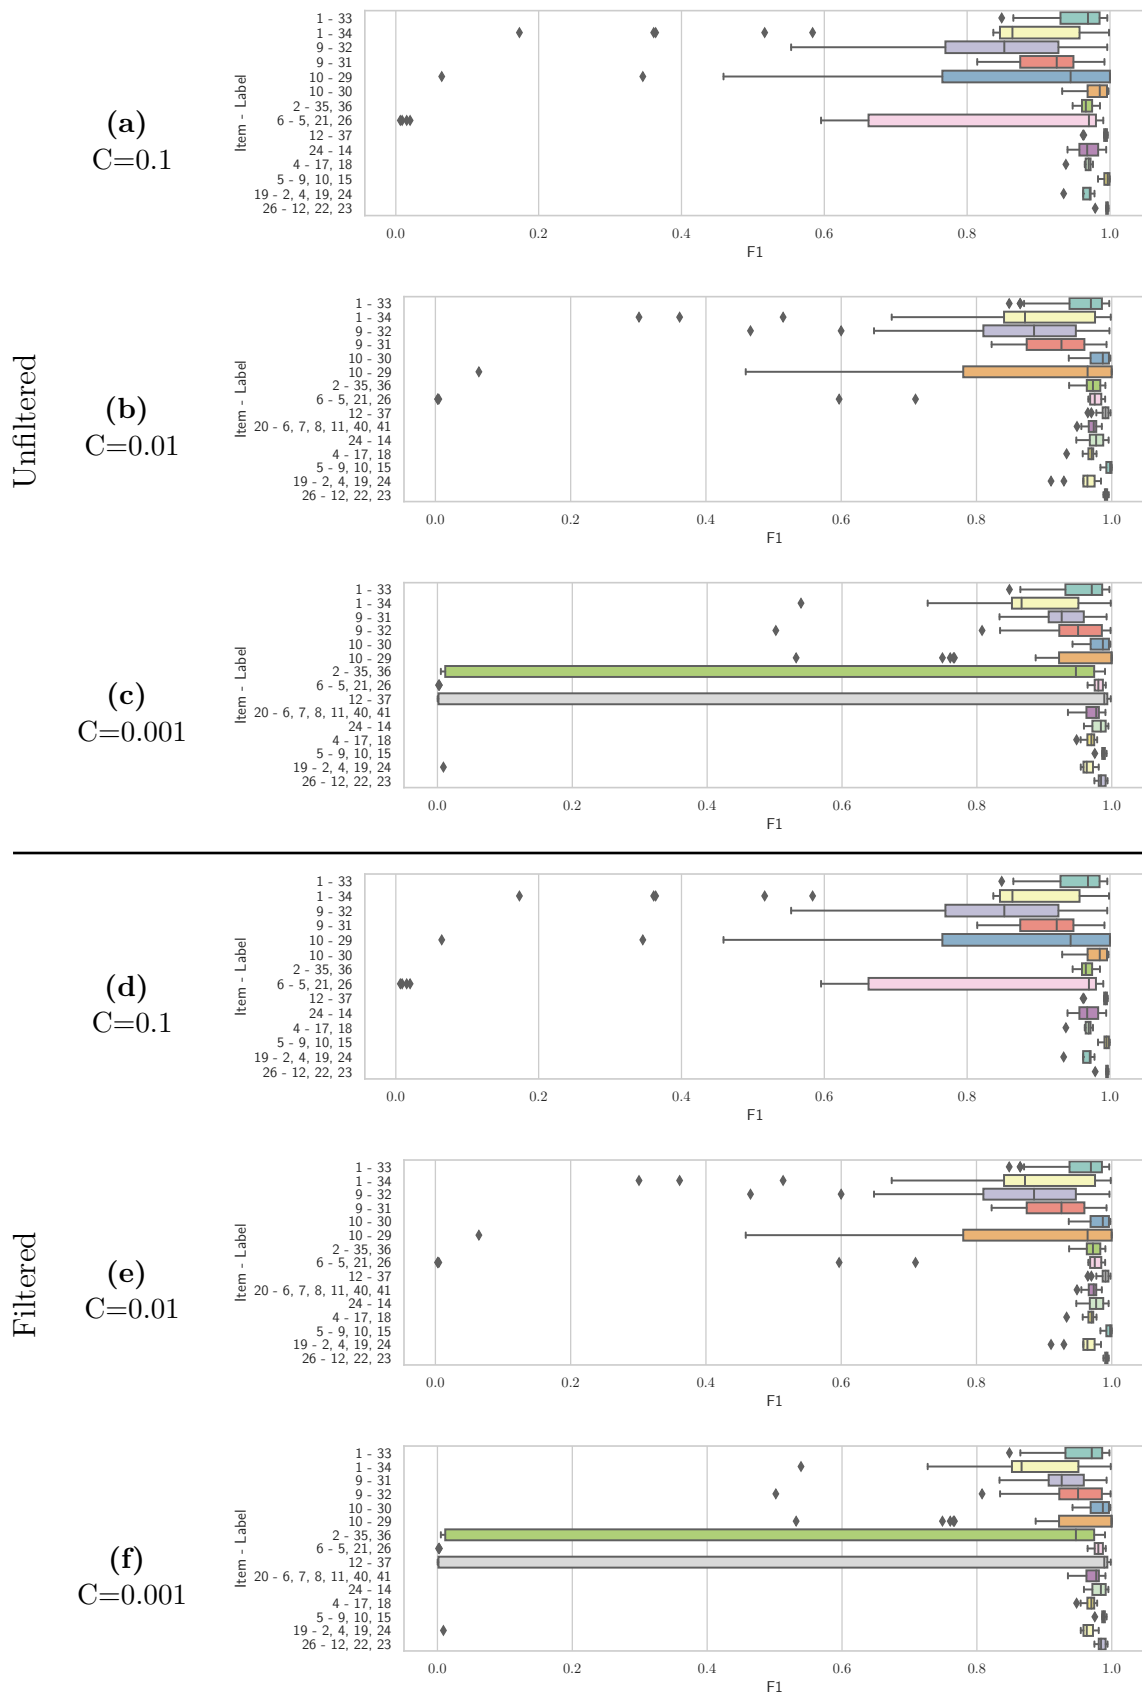 Unfiltered
(a)
C=0.1
Item - Label
1 - 33
1 - 34
9 - 32
9 - 31
10 - 29
10 - 30
2 - 35, 36
6 - 5, 21, 26
12 - 37
24 - 14
4 - 17, 18
5 - 9, 10, 15
19 - 2, 4, 19, 24
26 - 12, 22, 23
0.0 0.2 0.4 0.6 0.8 1.0
F1
(b)
C=0.01
Item - Label
1 - 33
1 - 34
9 - 32
9 - 31
10 - 30
10 - 29
2 - 35, 36
6 - 5, 21, 26
12 - 37
20 - 6, 7, 8, 11, 40, 41
24 - 14
4 - 17, 18
5 - 9, 10, 15
19 - 2, 4, 19, 24
26 - 12, 22, 23
0.0 0.2 0.4 0.6 0.8 1.0
F1
(c)
C=0.001
Item - Label
1 - 33
1 - 34
9 - 31
9 - 32
10 - 30
10 - 29
2 - 35, 36
6 - 5, 21, 26
12 - 37
20 - 6, 7, 8, 11, 40, 41
24 - 14
4 - 17, 18
5 - 9, 10, 15
19 - 2, 4, 19, 24
26 - 12, 22, 23
0.0 0.2 0.4 0.6 0.8 1.0
F1
Filtered
(d)
C=0.1
Item - Label
1 - 33
1 - 34
9 - 32
9 - 31
10 - 29
10 - 30
2 - 35, 36
6 - 5, 21, 26
12 - 37
24 - 14
4 - 17, 18
5 - 9, 10, 15
19 - 2, 4, 19, 24
26 - 12, 22, 23
0.0 0.2 0.4 0.6 0.8 1.0
F1
(e)
C=0.01
Item - Label
1 - 33
1 - 34
9 - 32
9 - 31
10 - 30
10 - 29
2 - 35, 36
6 - 5, 21, 26
12 - 37
20 - 6, 7, 8, 11, 40, 41
24 - 14
4 - 17, 18
5 - 9, 10, 15
19 - 2, 4, 19, 24
26 - 12, 22, 23
0.0 0.2 0.4 0.6 0.8 1.0
F1
(f)
C=0.001
Item - Label
1 - 33
1 - 34
9 - 31
9 - 32
10 - 30
10 - 29
2 - 35, 36
6 - 5, 21, 26
12 - 37
20 - 6, 7, 8, 11, 40, 41
24 - 14
4 - 17, 18
5 - 9, 10, 15
19 - 2, 4, 19, 24
26 - 12, 22, 23
0.0 0.2 0.4 0.6 0.8 1.0
F1